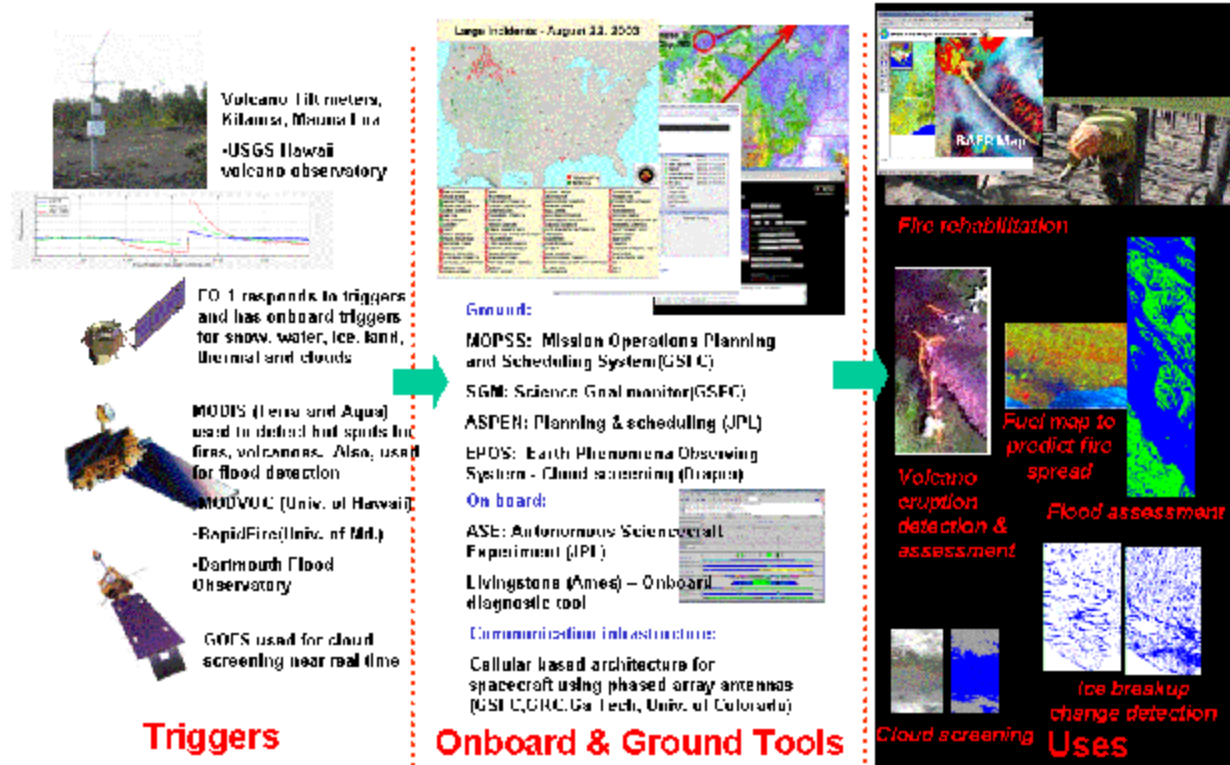 Volcano Tilt meters,
Kilauea, Mauna Loa
•USGS Hawaii
volcano observatory
EO-1 responds to triggers
and has onboard triggers
for snow, water, ice, land,
thermal and clouds
MODIS (Terra and Aqua)
used to detect hot spots for
fires, volcanoes. Also, used
for flood detection
•MODVOLC (Univ. of Hawaii)
•RapidFire(Univ. of Md.)
•Dartmouth Flood
Observatory
GOES used for cloud
screening near real time
Triggers
Large Incidents - August 22, 2003
Ground:
MOPSS: Mission Operations Planning
and Scheduling System(GSFC)
SGM: Science Goal monitor(GSFC)
ASPEN: Planning & scheduling (JPL)
EPOS: Earth Phenomena Observing
System - Cloud screening (Draper)
On board:
ASE: Autonomous Sciencecraft
Experiment (JPL)
Livingstone (Ames) – Onboard
diagnostic tool
Communication infrastructure:
Cellular based architecture for
spacecraft using phased array antennas
(GSFC,GRC,Ga Tech, Univ. of Colorado)
Onboard & Ground Tools
BAER Map
Fire rehabilitation
Volcano
eruption
detection &
assessment
Fuel map to
predict fire
spread
Flood assessment
Ice breakup
change detection
Cloud screening
Uses